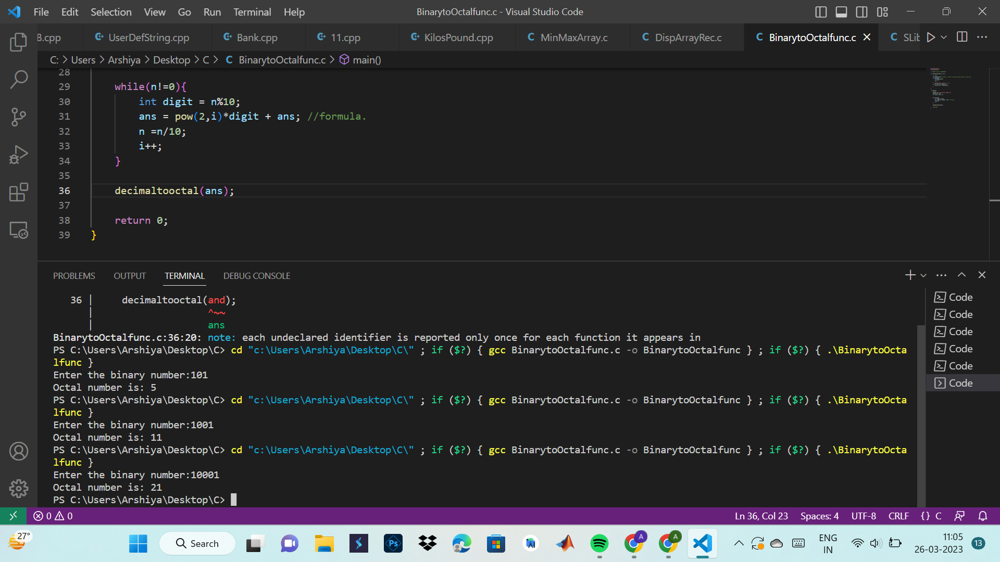 File Edit Selection View Go Run Terminal Help
BinarytoOctalfunc.c - Visual Studio Code
B.cpp UserDefString.cpp Bank.cpp 11.cpp KilosPound.cpp MinMaxArray.c DispArrayRec.c BinarytoOctalfunc.c SLib
C: > Users > Arshiya > Desktop > C > C BinarytoOctalfunc.c > main()
28
29 while(n!=0){
30 int digit = n%10;
31 ans = pow(2,i)*digit + ans; //formula.
32 n =n/10;
33 i++;
34 }
35
36 decimaltooctal(ans);
37
38 return 0;
39 }
PROBLEMS OUTPUT TERMINAL DEBUG CONSOLE
36 | decimaltooctal(and);
| ^~~
| ans
BinarytoOctalfunc.c:36:20: note: each undeclared identifier is reported only once for each function it appears in
PS C:\Users\Arshiya\Desktop\C> cd "c:\Users\Arshiya\Desktop\C\" ; if ($?) { gcc BinarytoOctalfunc.c -o BinarytoOctalfunc } ; if ($?) { .\BinarytoOcta
lfunc }
Enter the binary number:101
Octal number is: 5
PS C:\Users\Arshiya\Desktop\C> cd "c:\Users\Arshiya\Desktop\C\" ; if ($?) { gcc BinarytoOctalfunc.c -o BinarytoOctalfunc } ; if ($?) { .\BinarytoOcta
lfunc }
Enter the binary number:1001
Octal number is: 11
PS C:\Users\Arshiya\Desktop\C> cd "c:\Users\Arshiya\Desktop\C\" ; if ($?) { gcc BinarytoOctalfunc.c -o BinarytoOctalfunc } ; if ($?) { .\BinarytoOcta
lfunc }
Enter the binary number:10001
Octal number is: 21
PS C:\Users\Arshiya\Desktop\C>
Code
Code
Code
Code
Code
Code
0 0 Ln 36, Col 23 Spaces: 4 UTF-8 CRLF {} C
27° Search Ps A A ENG 11:05
IN 26-03-2023 13